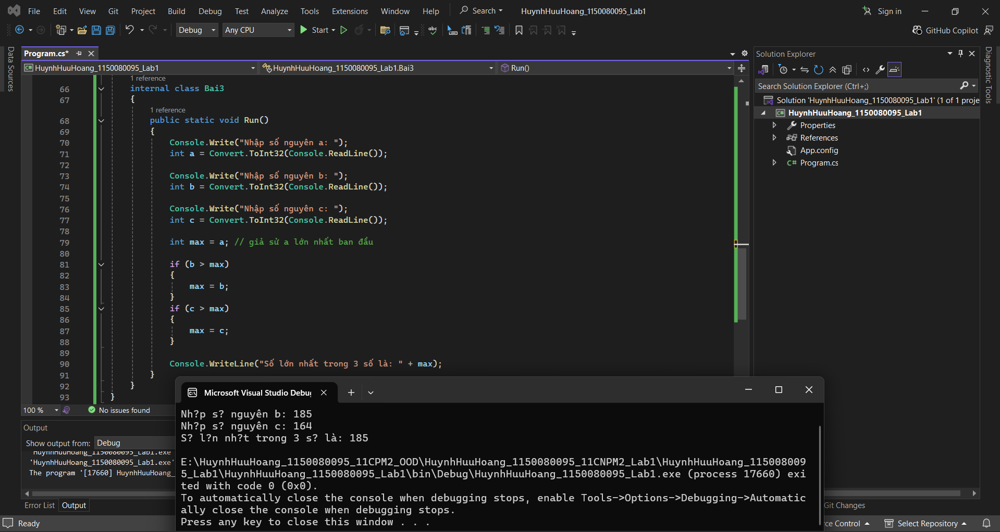 File Edit View Git Project Build Debug Test Analyze Tools Extensions Window Help Search HuynhHuuHoang_1150080095_Lab1 Sign in
Debug Any CPU Start GitHub Copilot
Data Sources
Program.cs*
HuynhHuuHoang_1150080095_Lab1 HuynhHuuHoang_1150080095_Lab1.Bai3 Run()
1 reference
66 internal class Bai3
67 {
1 reference
68 public static void Run()
69 {
70 Console.Write("Nhập số nguyên a: ");
71 int a = Convert.ToInt32(Console.ReadLine());
72
73 Console.Write("Nhập số nguyên b: ");
74 int b = Convert.ToInt32(Console.ReadLine());
75
76 Console.Write("Nhập số nguyên c: ");
77 int c = Convert.ToInt32(Console.ReadLine());
78
79 int max = a; // giả sử a lớn nhất ban đầu
80
81 if (b > max)
82 {
83 max = b;
84 }
85 if (c > max)
86 {
87 max = c;
88 }
89
90 Console.WriteLine("Số lớn nhất trong 3 số là: " + max);
91 }
92 }
93 }
100 % No issues found
Output
Show output from: Debug
'HuynhHuuHoang_1150080095_Lab1.exe'
'HuynhHuuHoang_1150080095_Lab1.exe'
The program '[17660] HuynhHuuHoang_
Error List Output
Ready
Microsoft Visual Studio Debug
Nh?p s? nguyên b: 185
Nh?p s? nguyên c: 164
S? l?n nh?t trong 3 s? là: 185
E:\HuynhHuuHoang_1150080095_11CPM2_OOD\HuynhHuuHoang_1150080095_11CNPM2_Lab1\HuynhHuuHoang_115008009
5_Lab1\HuynhHuuHoang_1150080095_Lab1\bin\Debug\HuynhHuuHoang_1150080095_Lab1.exe (process 17660) exi
ted with code 0 (0x0).
To automatically close the console when debugging stops, enable Tools->Options->Debugging->Automatic
ally close the console when debugging stops.
Press any key to close this window . . .
Solution Explorer
Search Solution Explorer (Ctrl+;)
Solution 'HuynhHuuHoang_1150080095_Lab1' (1 of 1 proje
HuynhHuuHoang_1150080095_Lab1
Properties
References
App.config
C# Program.cs
Diagnostic Tools
Git Changes
rce Control Select Repository